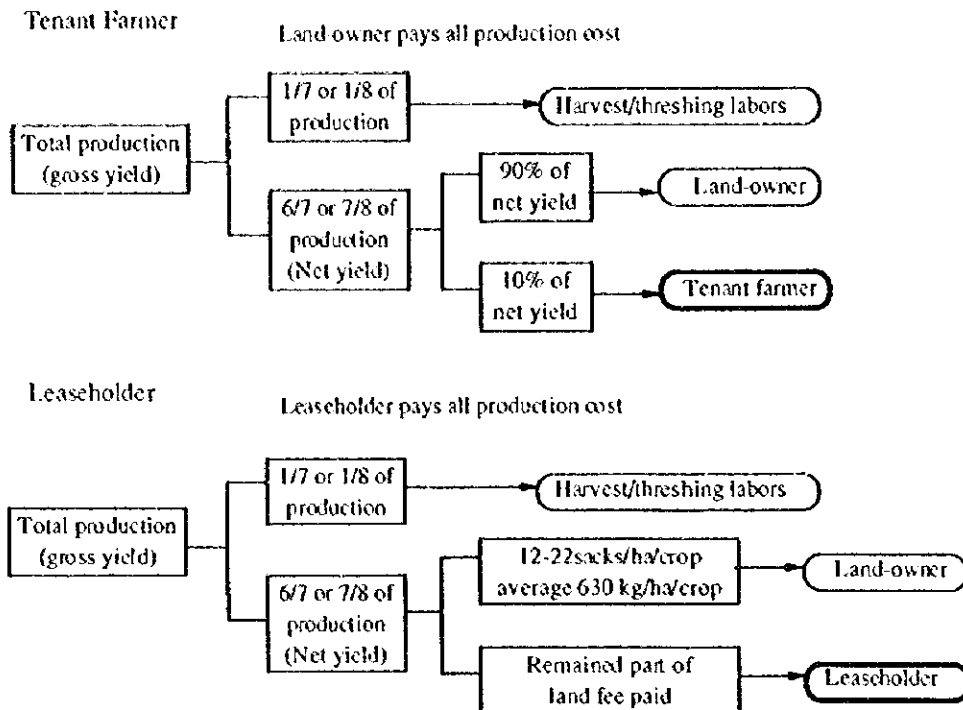 Tenant Farmer
Land-owner pays all production cost
1/7 or 1/8 of
production
Harvest/threshing labors
Total production
(gross yield)
90% of
net yield
Land-owner
6/7 or 7/8 of
production
(Net yield)
10% of
net yield
Tenant farmer
Leaseholder
Leaseholder pays all production cost
1/7 or 1/8 of
production
Harvest/threshing labors
Total production
(gross yield)
12-22sacks/ha/crop
average 630 kg/ha/crop
Land-owner
6/7 or 7/8 of
production
(Net yield)
Remained part of
land fee paid
Leaseholder